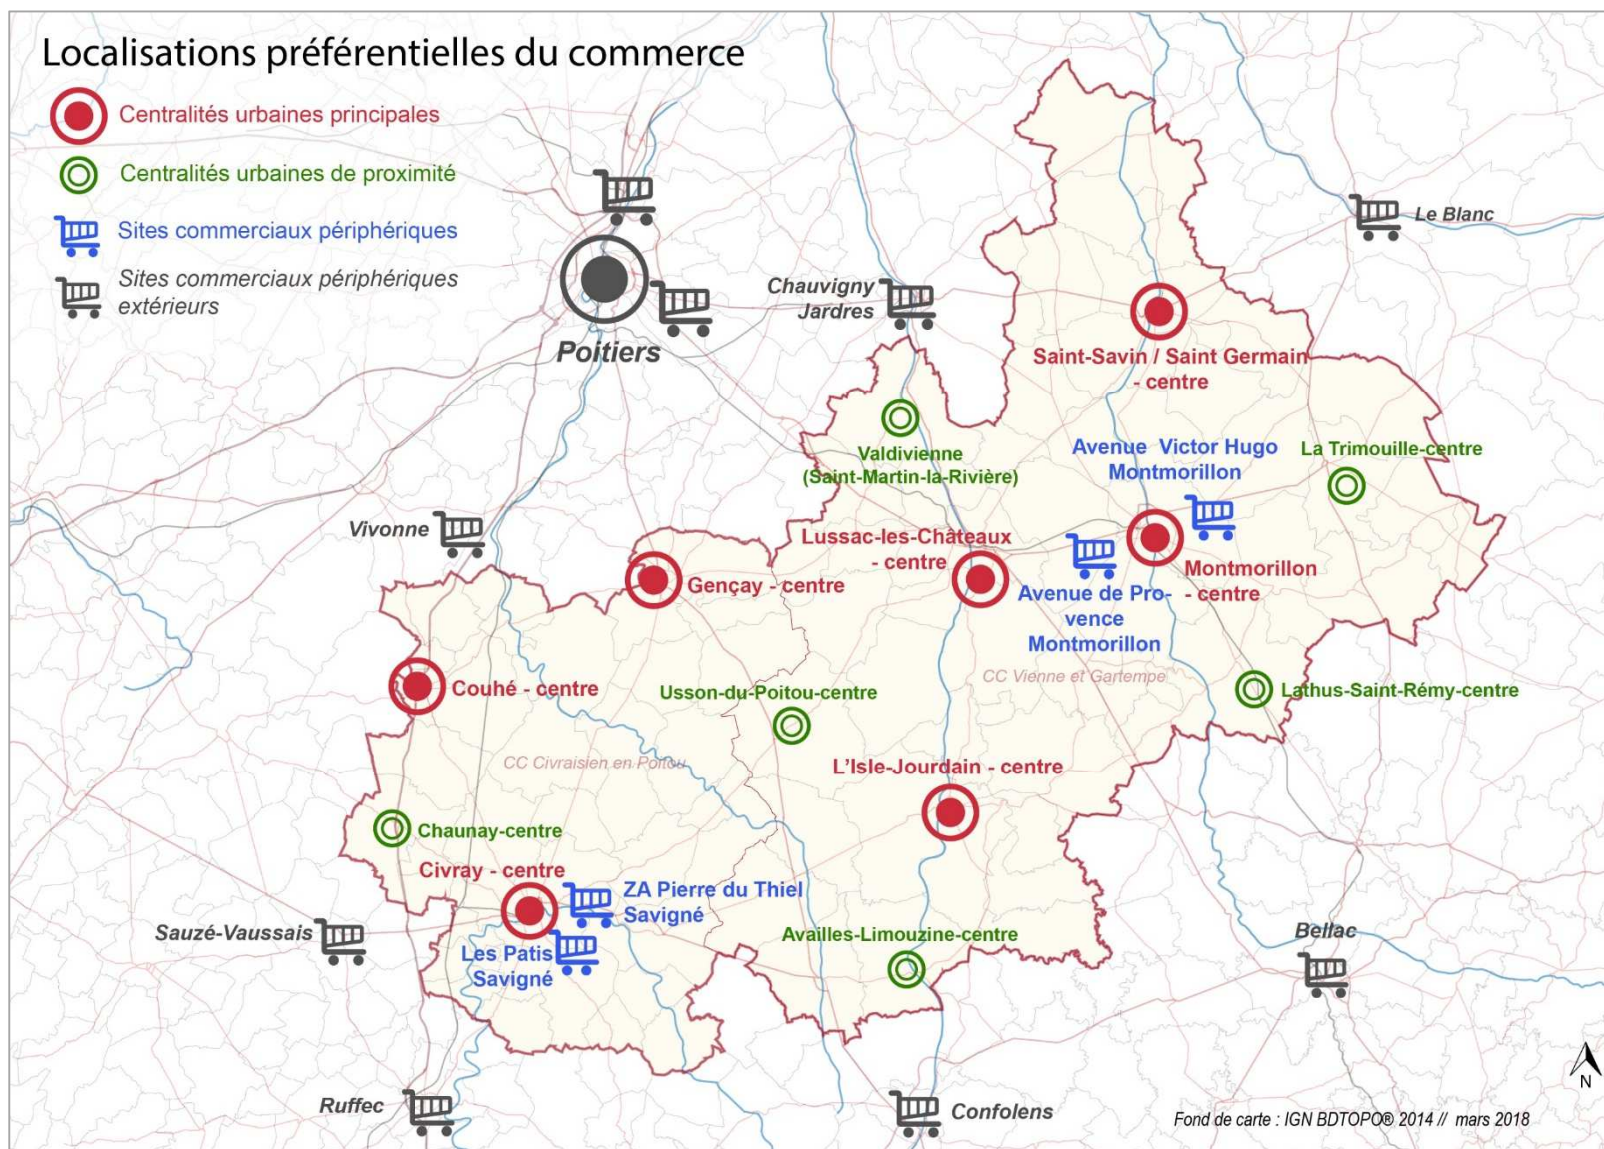 Localisations préférentielles du commerce
Centralités urbaines principales
Centralités urbaines de proximité
Sites commerciaux périphériques
Sites commerciaux périphériques
extérieurs
Poitiers
Chauvigny
Jardres
Le Blanc
Saint-Savin / Saint Germain
- centre
Valdivienne
(Saint-Martin-la-Rivière)
Avenue Victor Hugo
Montmorillon
La Trimouille-centre
Vivonne
Lussac-les-Châteaux
- centre
Gençay - centre
Montmorillon
- centre
Avenue de Pro-
vence
Montmorillon
CC Vienne et Gartempe
Couhé - centre
Usson-du-Poitou-centre
Lathus-Saint-Rémy-centre
CC Civraisien en Poitou
L'Isle-Jourdain - centre
Chaunay-centre
Civray - centre
ZA Pierre du Thiel
Savigné
Les Patis
Savigné
Sauzé-Vaussais
Availles-Limouzine-centre
Bellac
Ruffec
Confolens
N
Fond de carte : IGN BDTOPO® 2014 // mars 2018